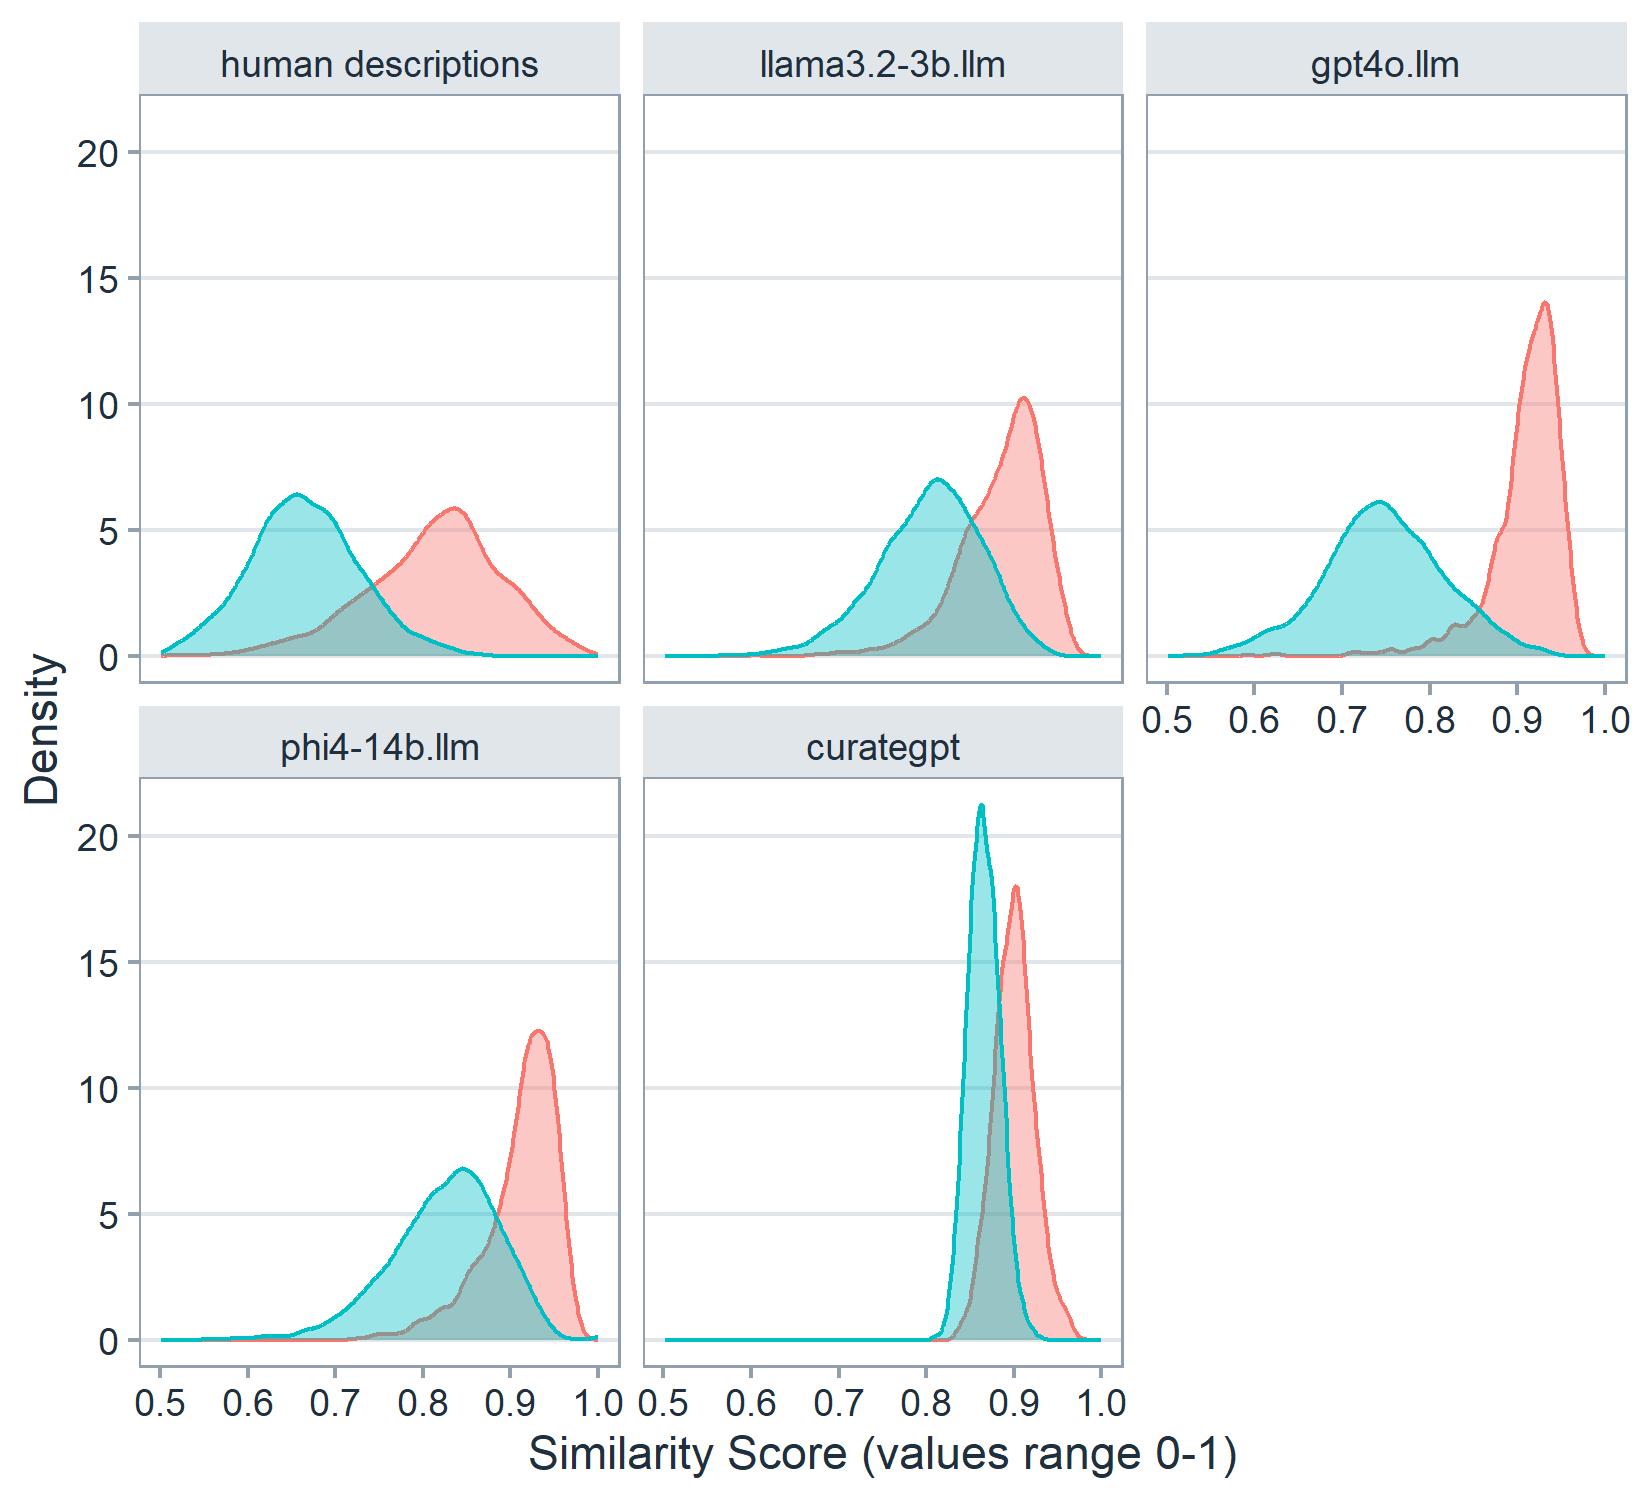 human descriptions
llama3.2-3b.llm
gpt4o.llm
20
15
10
5
0
0.5 0.6 0.7 0.8 0.9 1.0
phi4-14b.llm
curategpt
20
15
10
5
0
0.5 0.6 0.7 0.8 0.9 1.0
0.5 0.6 0.7 0.8 0.9 1.0
Density
Similarity Score (values range 0-1)